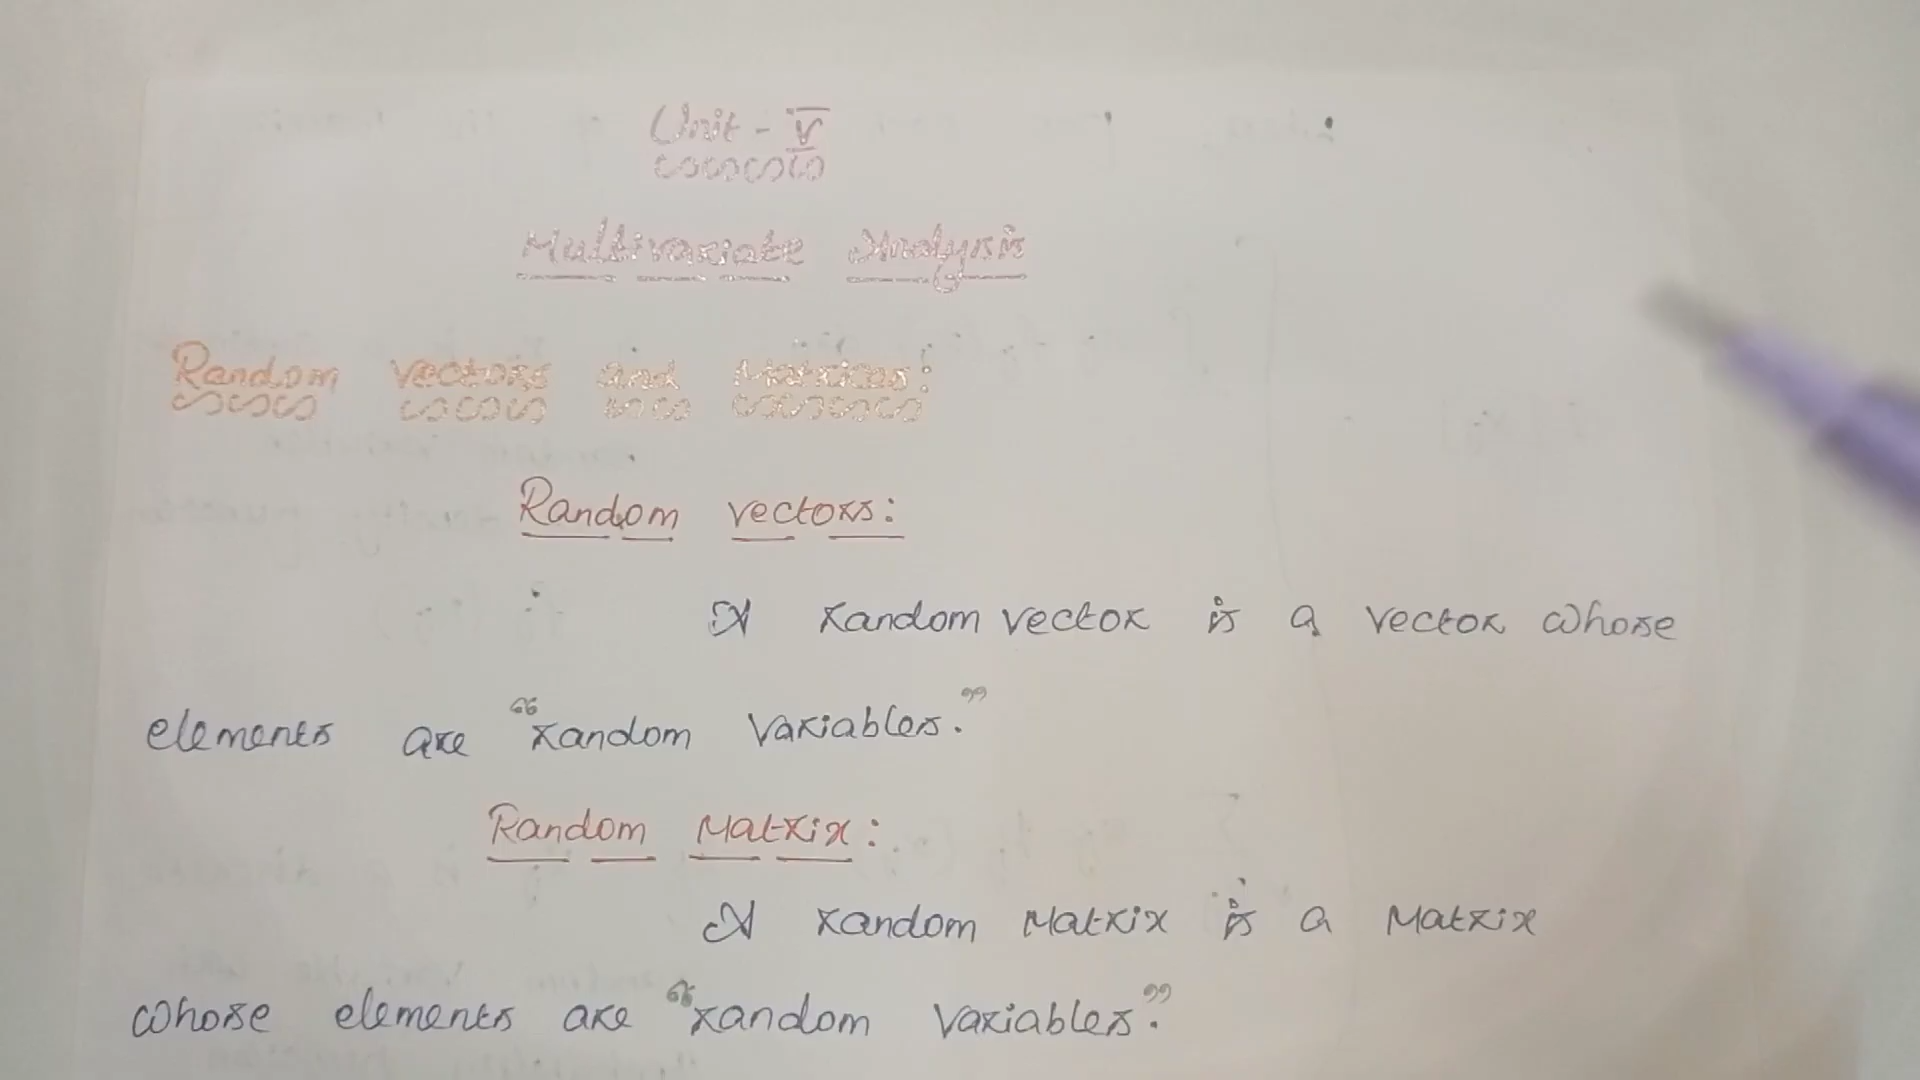 Unit - V
Multivariate Analysis
Random vectors and Matrices:
Random vectors:
A random vector is a vector whose
elements are "random variables."
Random Matrix:
A random Matrix is a Matrix
whose elements are "random variables."